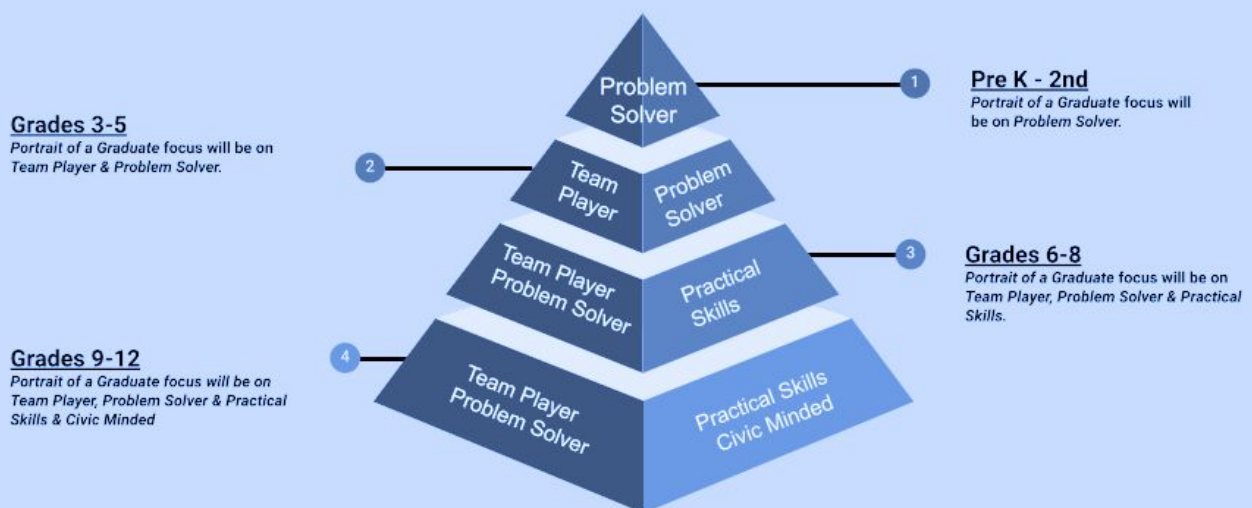 Problem
Solver
1
Pre K - 2nd
Portrait of a Graduate focus will
be on Problem Solver.
Grades 3-5
Portrait of a Graduate focus will be on
Team Player & Problem Solver.
2
Team
Player
Problem
Solver
3
Grades 6-8
Portrait of a Graduate focus will be on
Team Player, Problem Solver & Practical
Skills.
Team Player
Problem Solver
Practical
Skills
Grades 9-12
Portrait of a Graduate focus will be on
Team Player, Problem Solver & Practical
Skills & Civic Minded
4
Team Player
Problem Solver
Practical Skills
Civic Minded